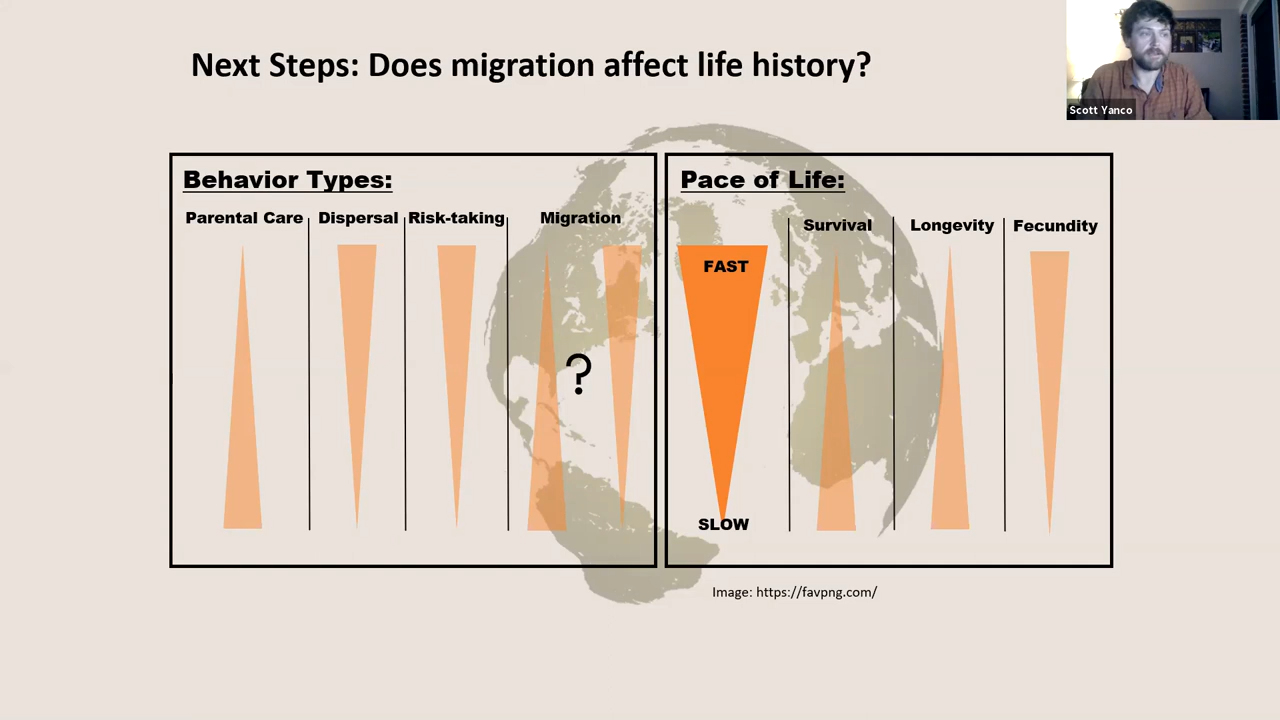 Next Steps: Does migration affect life history?
Scott Yanco
Behavior Types:
Parental Care
Dispersal
Risk-taking
Migration
?
Pace of Life:
FAST
SLOW
Survival
Longevity
Fecundity
Image: https://favpng.com/